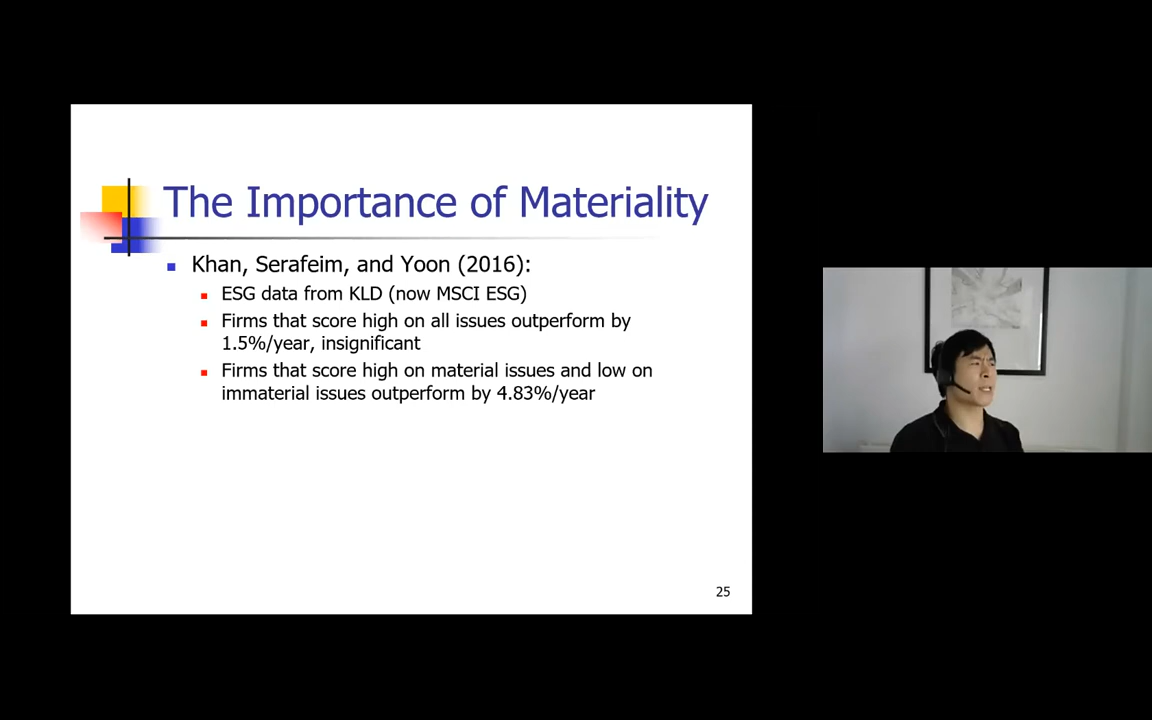 The Importance of Materiality
Khan, Serafeim, and Yoon (2016):
ESG data from KLD (now MSCI ESG)
Firms that score high on all issues outperform by
1.5%/year, insignificant
Firms that score high on material issues and low on
immaterial issues outperform by 4.83%/year
25